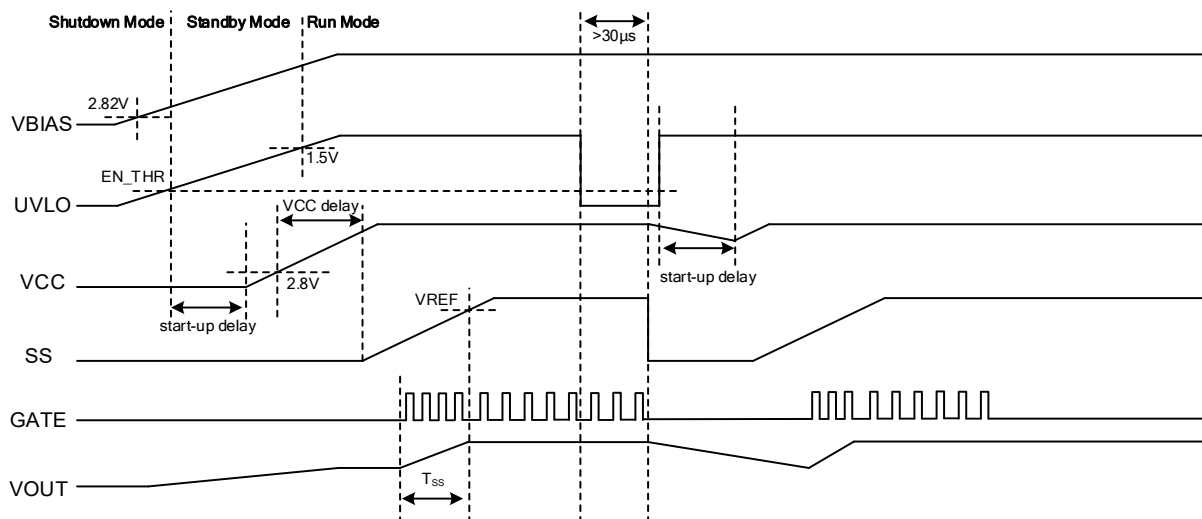 Shutdown Mode
Standby Mode
Run Mode
>30µs
2.82V
VBIAS
1.5V
EN_THR
UVLO
VCC delay
VCC
2.8V
start-up delay
start-up delay
VREF
SS
GATE
VOUT
TSS